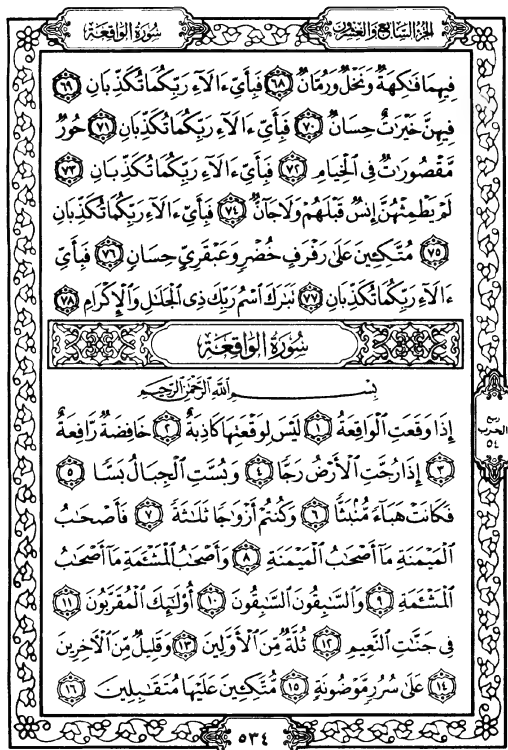 الجزء السابع والعشرون
سُورَةُ الوَاقِعَة
فِيهِمَا فَٰكِهَةٌ وَنَخْلٌ وَرُمَّانٌ ٦٨ فَبِأَيِّ ءَالَآءِ رَبِّكُمَا تُكَذِّبَانِ ٦٩
فِيهِنَّ خَيْرَٰتٌ حِسَانٌ ٧٠ فَبِأَيِّ ءَالَآءِ رَبِّكُمَا تُكَذِّبَانِ ٧١ حُورٌ
مَّقْصُورَٰتٌ فِى ٱلْخِيَامِ ٧٢ فَبِأَيِّ ءَالَآءِ رَبِّكُمَا تُكَذِّبَانِ ٧٣
لَمْ يَطْمِثْهُنَّ إِنسٌ قَبْلَهُمْ وَلَا جَآنٌّ ٧٤ فَبِأَيِّ ءَالَآءِ رَبِّكُمَا تُكَذِّبَانِ
٧٥ مُتَّكِـِٔينَ عَلَىٰ رَفْرَفٍ خُضْرٍ وَعَبْقَرِيٍّ حِسَانٍ ٧٦ فَبِأَيِّ
ءَالَآءِ رَبِّكُمَا تُكَذِّبَانِ ٧٧ تَبَٰرَكَ ٱسْمُ رَبِّكَ ذِى ٱلْجَلَٰلِ وَٱلْإِكْرَامِ ٧٨
سُورَةُ الوَاقِعَة
بِسْمِ ٱللَّهِ ٱلرَّحْمَٰنِ ٱلرَّحِيمِ
إِذَا وَقَعَتِ ٱلْوَاقِعَةُ ١ لَيْسَ لِوَقْعَتِهَا كَاذِبَةٌ ٢ خَافِضَةٌ رَّافِعَةٌ
٣ إِذَا رُجَّتِ ٱلْأَرْضُ رَجًّا ٤ وَبُسَّتِ ٱلْجِبَالُ بَسًّا ٥
فَكَانَتْ هَبَآءً مُّنۢبَثًّا ٦ وَكُنتُمْ أَزْوَٰجًا ثَلَٰثَةً ٧ فَأَصْحَٰبُ
ٱلْمَيْمَنَةِ مَآ أَصْحَٰبُ ٱلْمَيْمَنَةِ ٨ وَأَصْحَٰبُ ٱلْمَشْـَٔمَةِ مَآ أَصْحَٰبُ
ٱلْمَشْـَٔمَةِ ٩ وَٱلسَّٰبِقُونَ ٱلسَّٰبِقُونَ ١٠ أُو۟لَٰٓئِكَ ٱلْمُقَرَّبُونَ ١١
فِى جَنَّٰتِ ٱلنَّعِيمِ ١٢ ثُلَّةٌ مِّنَ ٱلْأَوَّلِينَ ١٣ وَقَلِيلٌ مِّنَ ٱلْءَاخِرِينَ
١٤ عَلَىٰ سُرُرٍ مَّوْضُونَةٍ ١٥ مُّتَّكِـِٔينَ عَلَيْهَا مُتَقَٰبِلِينَ ١٦
ربع
الحزب
٥٤
٥٣٤